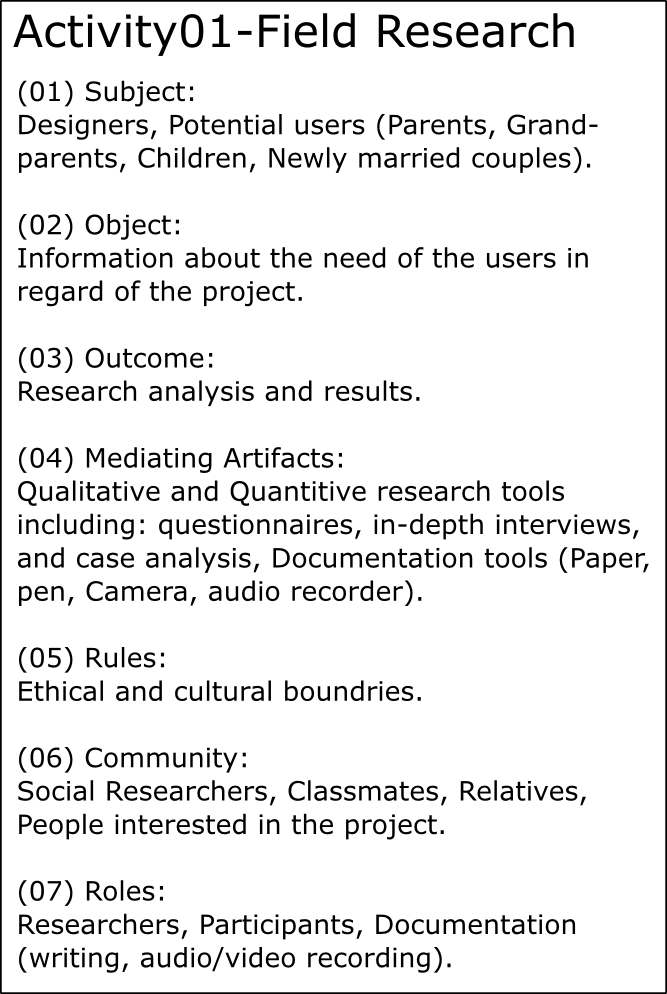 Activity01-Field Research
(01) Subject:
Designers, Potential users (Parents, Grand-
parents, Children, Newly married couples).
(02) Object:
Information about the need of the users in
regard of the project.
(03) Outcome:
Research analysis and results.
(04) Mediating Artifacts:
Qualitative and Quantitive research tools
including: questionnaires, in-depth interviews,
and case analysis, Documentation tools (Paper,
pen, Camera, audio recorder).
(05) Rules:
Ethical and cultural boundries.
(06) Community:
Social Researchers, Classmates, Relatives,
People interested in the project.
(07) Roles:
Researchers, Participants, Documentation
(writing, audio/video recording).